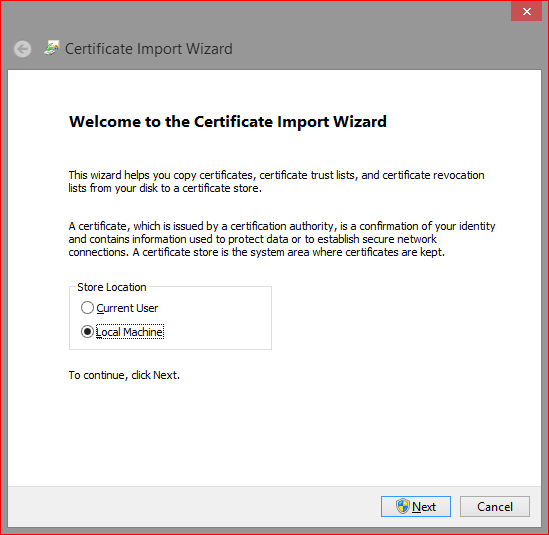 Certificate Import Wizard
Welcome to the Certificate Import Wizard
This wizard helps you copy certificates, certificate trust lists, and certificate revocation
lists from your disk to a certificate store.
A certificate, which is issued by a certification authority, is a confirmation of your identity
and contains information used to protect data or to establish secure network
connections. A certificate store is the system area where certificates are kept.
Store Location
Current User
Local Machine
To continue, click Next.
Next
Cancel